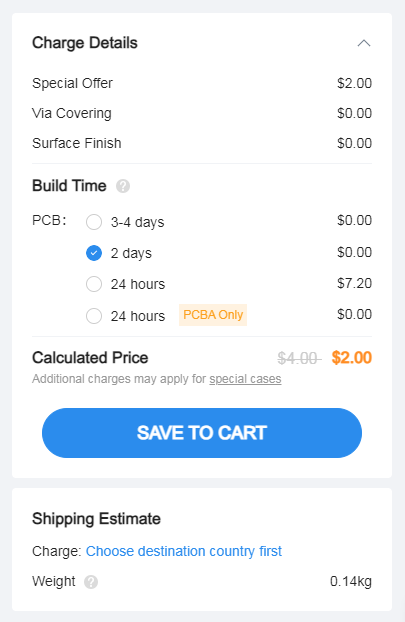 Charge Details
Special Offer $2.00
Via Covering $0.00
Surface Finish $0.00
Build Time ?
PCB: 3-4 days $0.00
2 days $0.00
24 hours $7.20
24 hours PCBA Only $0.00
Calculated Price $4.00 $2.00
Additional charges may apply for special cases
SAVE TO CART
Shipping Estimate
Charge: Choose destination country first
Weight ? 0.14kg